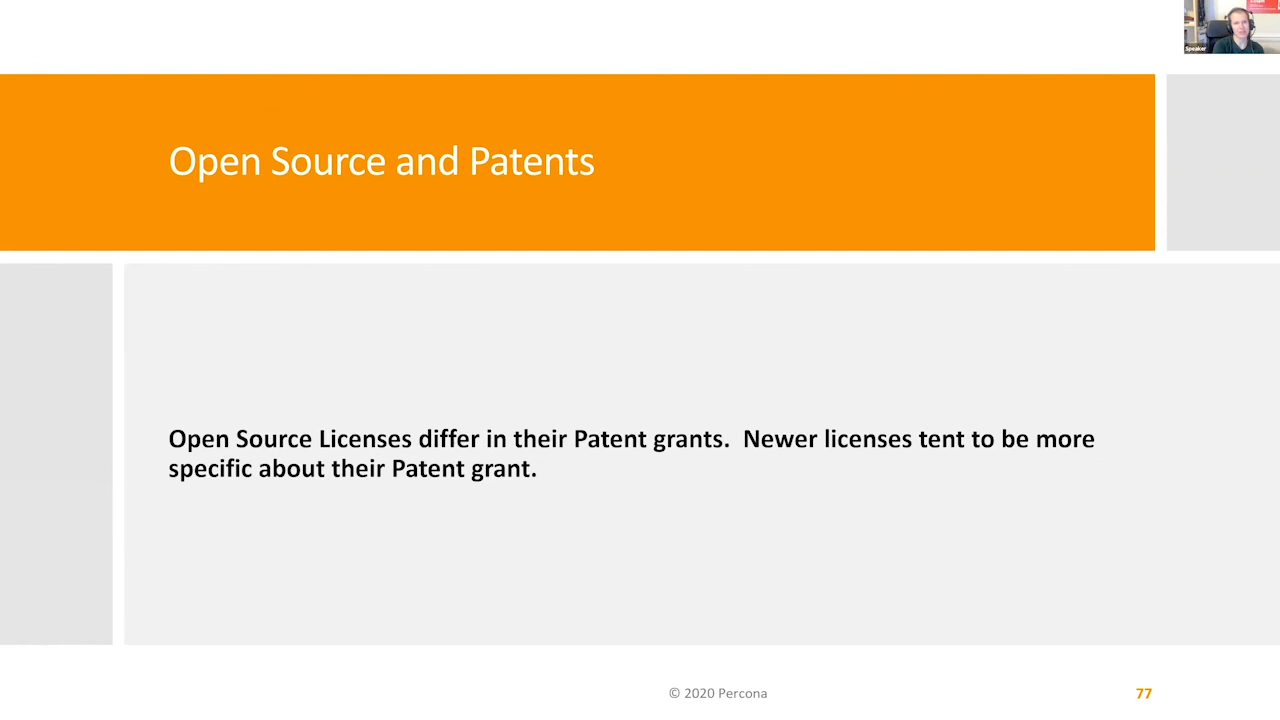 Speaker
Open Source and Patents
Open Source Licenses differ in their Patent grants.  Newer licenses tent to be more
specific about their Patent grant.
© 2020 Percona
77